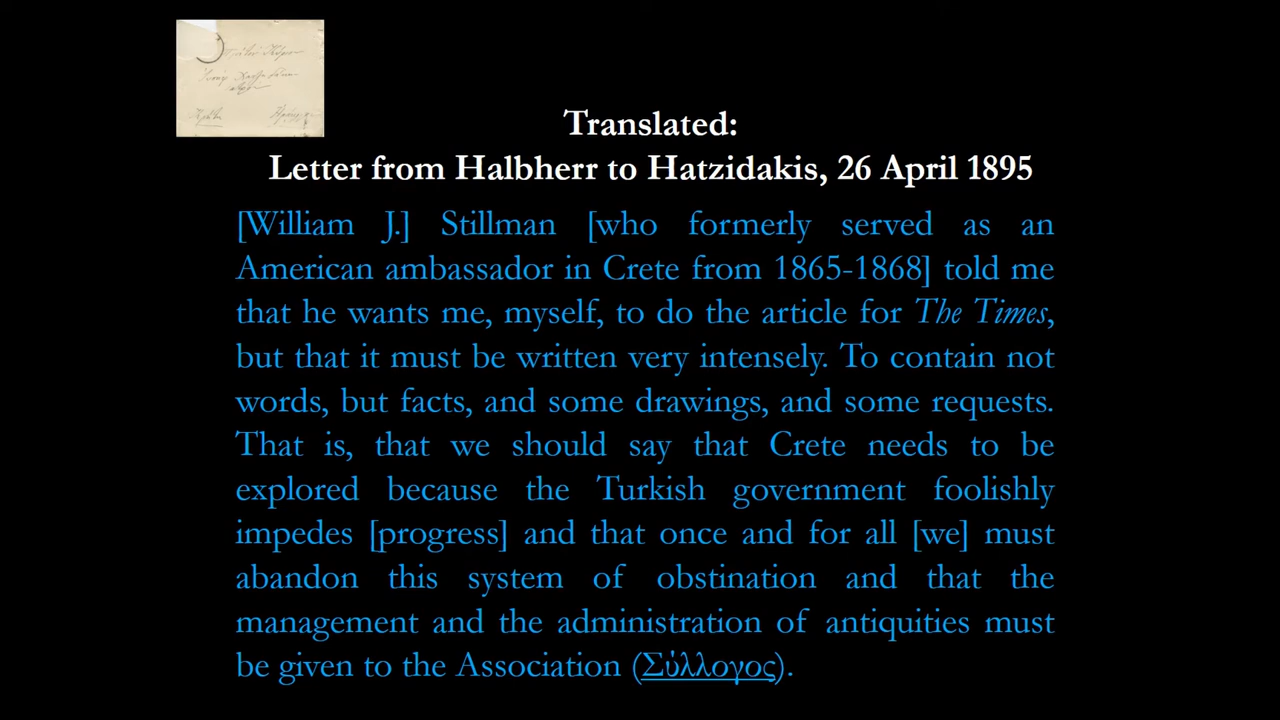 Translated:
Letter from Halbherr to Hatzidakis, 26 April 1895
[William J.] Stillman [who formerly served as an
American ambassador in Crete from 1865-1868] told me
that he wants me, myself, to do the article for The Times,
but that it must be written very intensely. To contain not
words, but facts, and some drawings, and some requests.
That is, that we should say that Crete needs to be
explored because the Turkish government foolishly
impedes [progress] and that once and for all [we] must
abandon this system of obstination and that the
management and the administration of antiquities must
be given to the Association (Σύλλογος).